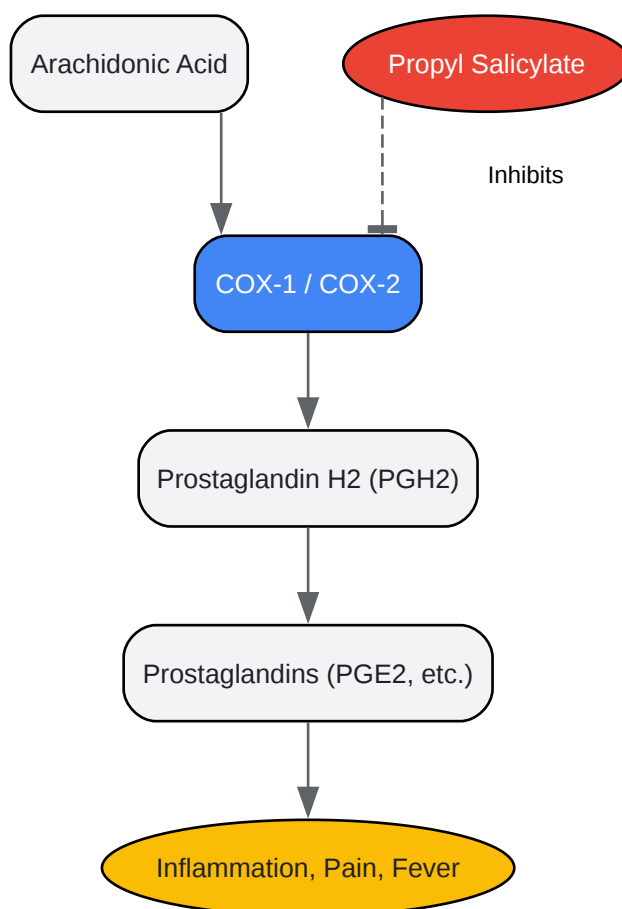 Arachidonic Acid
Propyl Salicylate
Inhibits
COX-1 / COX-2
Prostaglandin H2 (PGH2)
Prostaglandins (PGE2, etc.)
Inflammation, Pain, Fever